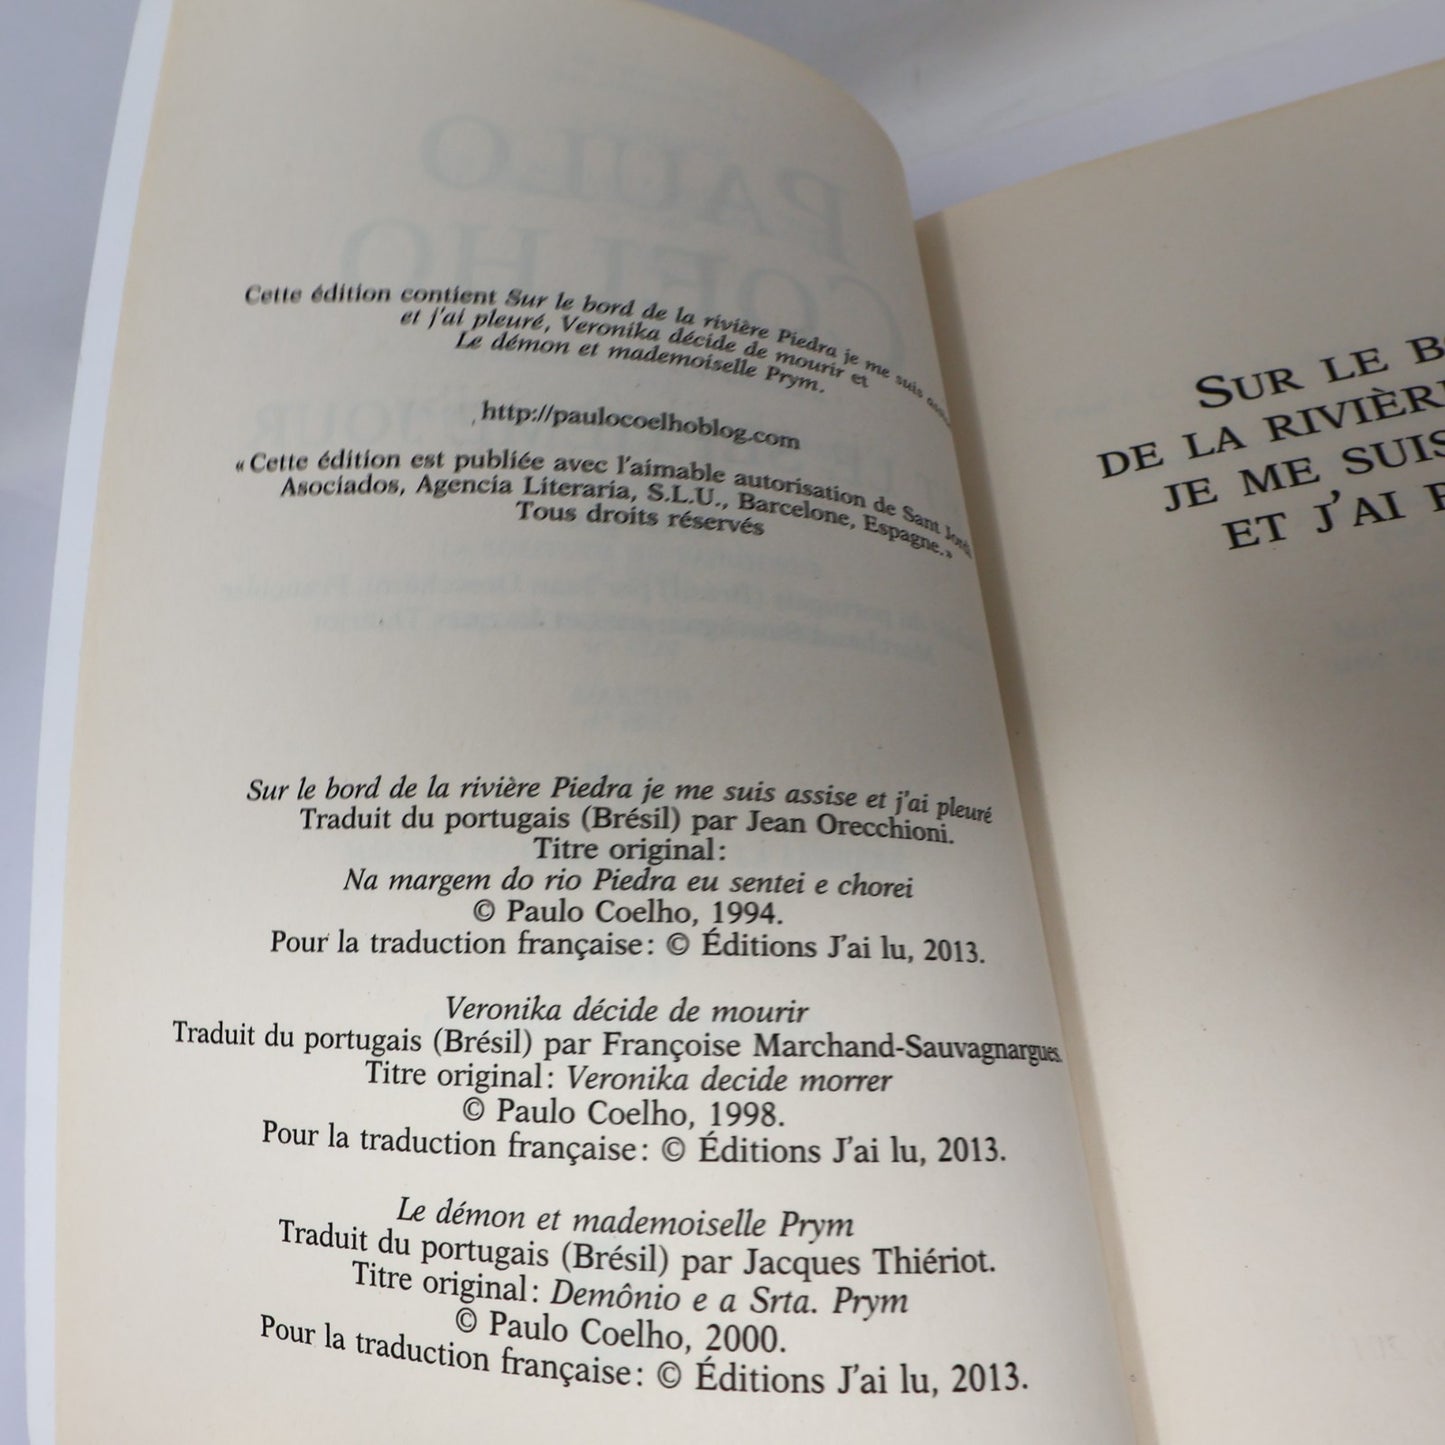 Cette édition contient Sur le bord de la rivière Piedra je me suis assise
et j'ai pleuré, Veronika décide de mourir et
Le démon et mademoiselle Prym.
http://paulocoelhoblog.com
« Cette édition est publiée avec l'aimable autorisation de Sant Jordi
Asociados, Agencia Literaria, S.L.U., Barcelone, Espagne.»
Tous droits réservés
Sur le bord de la rivière Piedra je me suis assise et j'ai pleuré
Traduit du portugais (Brésil) par Jean Orecchioni.
Titre original:
Na margem do rio Piedra eu sentei e chorei
© Paulo Coelho, 1994.
Pour la traduction française: © Éditions J'ai lu, 2013.
Veronika décide de mourir
Traduit du portugais (Brésil) par Françoise Marchand-Sauvagnargues.
Titre original: Veronika decide morrer
© Paulo Coelho, 1998.
Pour la traduction française: © Éditions J'ai lu, 2013.
Le démon et mademoiselle Prym
Traduit du portugais (Brésil) par Jacques Thiériot.
Titre original: Demônio e a Srta. Prym
© Paulo Coelho, 2000.
Pour la traduction française: © Éditions J'ai lu, 2013.
SUR LE B
DE LA RIVIÈR
JE ME SUIS
ET J'AI P